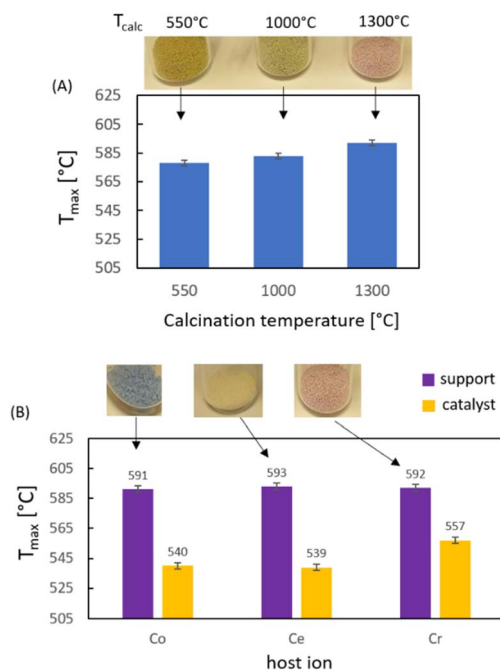 T_calc 550°C 1000°C 1300°C
(A)
T_max [°C]
625
605
585
565
545
525
505
550 1000 1300
Calcination temperature [°C]
support
catalyst
(B)
T_max [°C]
625
605
585
565
545
525
505
591 593 592
540 539 557
Co Ce Cr
host ion